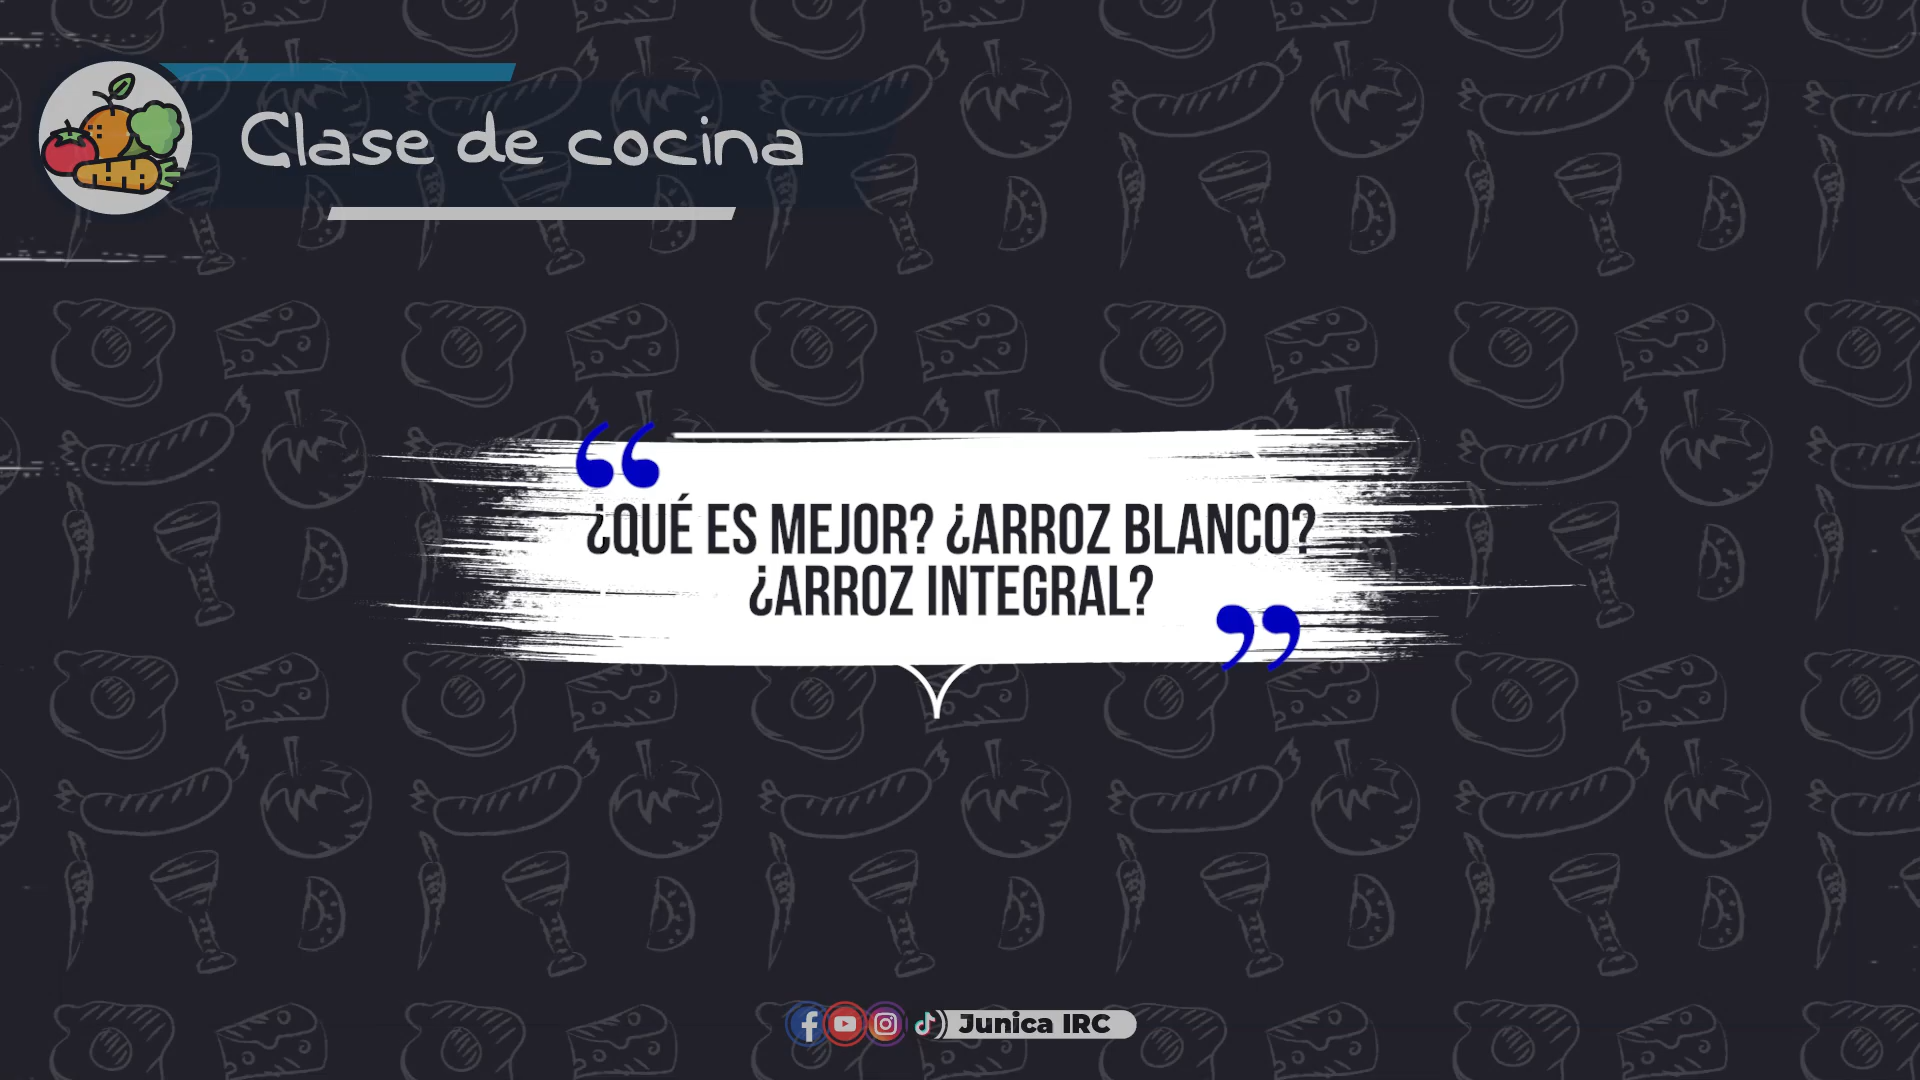 Clase de cocina
¿QUÉ ES MEJOR? ¿ARROZ BLANCO?
¿ARROZ INTEGRAL?
Junica IRC